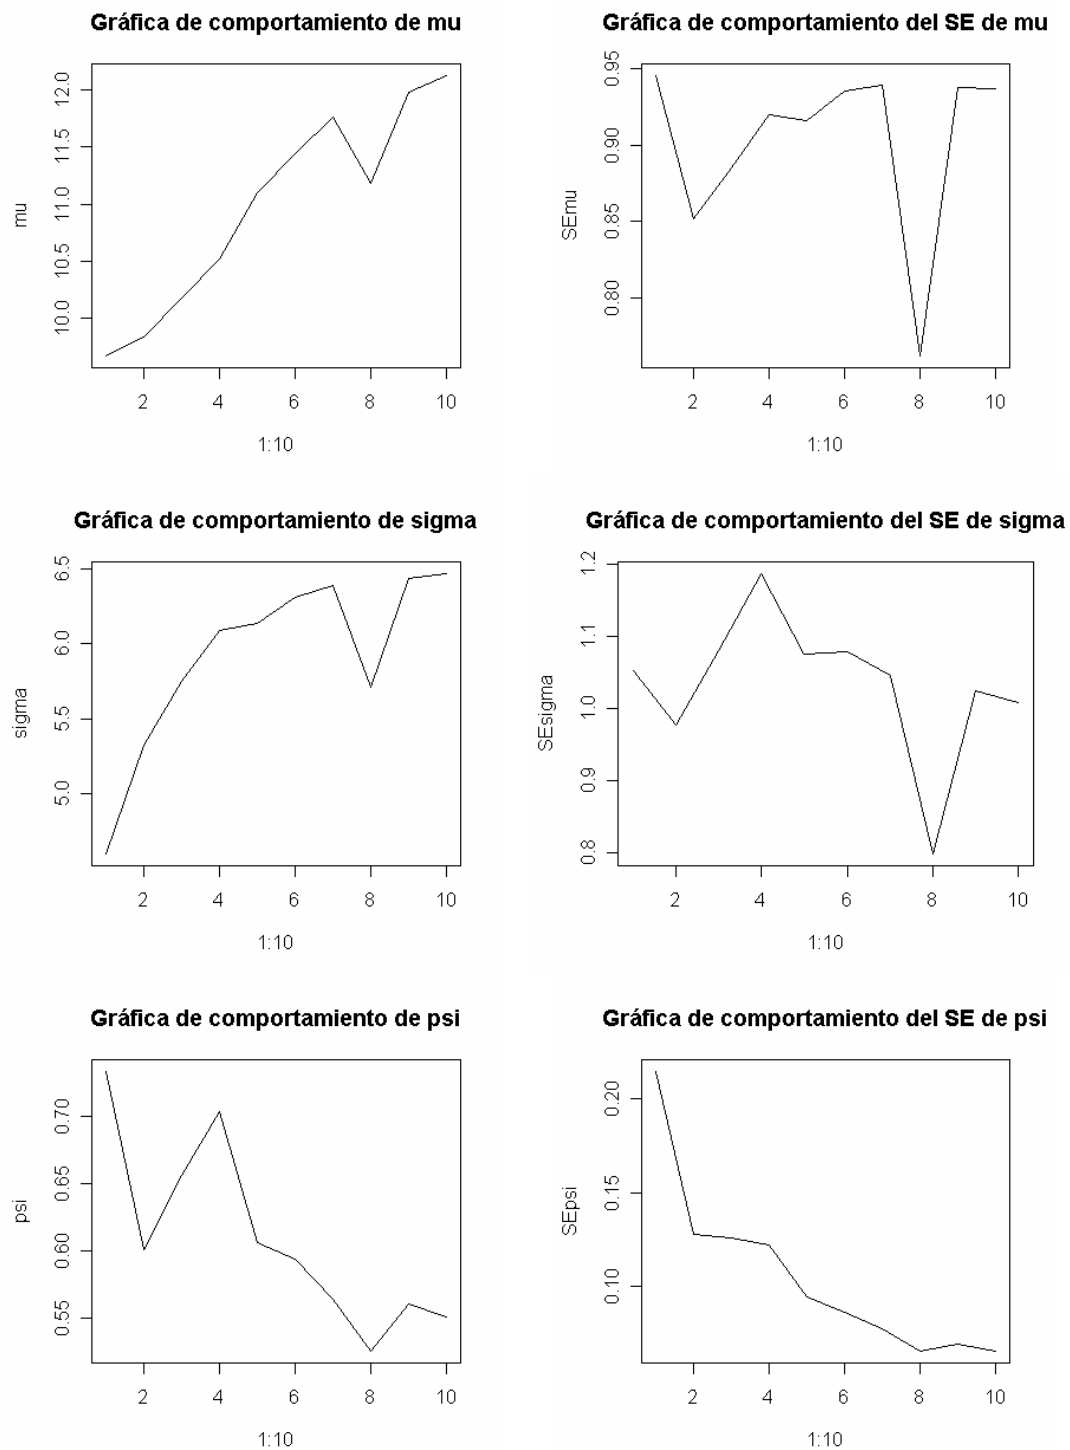 Gráfica de comportamiento de mu
mu
10.0 10.5 11.0 11.5 12.0
2 4 6 8 10
1:10
Gráfica de comportamiento del SE de mu
SEmu
0.80 0.85 0.90 0.95
2 4 6 8 10
1:10
Gráfica de comportamiento de sigma
sigma
5.0 5.5 6.0 6.5
2 4 6 8 10
1:10
Gráfica de comportamiento del SE de sigma
SEsigma
0.8 0.9 1.0 1.1 1.2
2 4 6 8 10
1:10
Gráfica de comportamiento de psi
psi
0.55 0.60 0.65 0.70
2 4 6 8 10
1:10
Gráfica de comportamiento del SE de psi
SEpsi
0.10 0.15 0.20
2 4 6 8 10
1:10